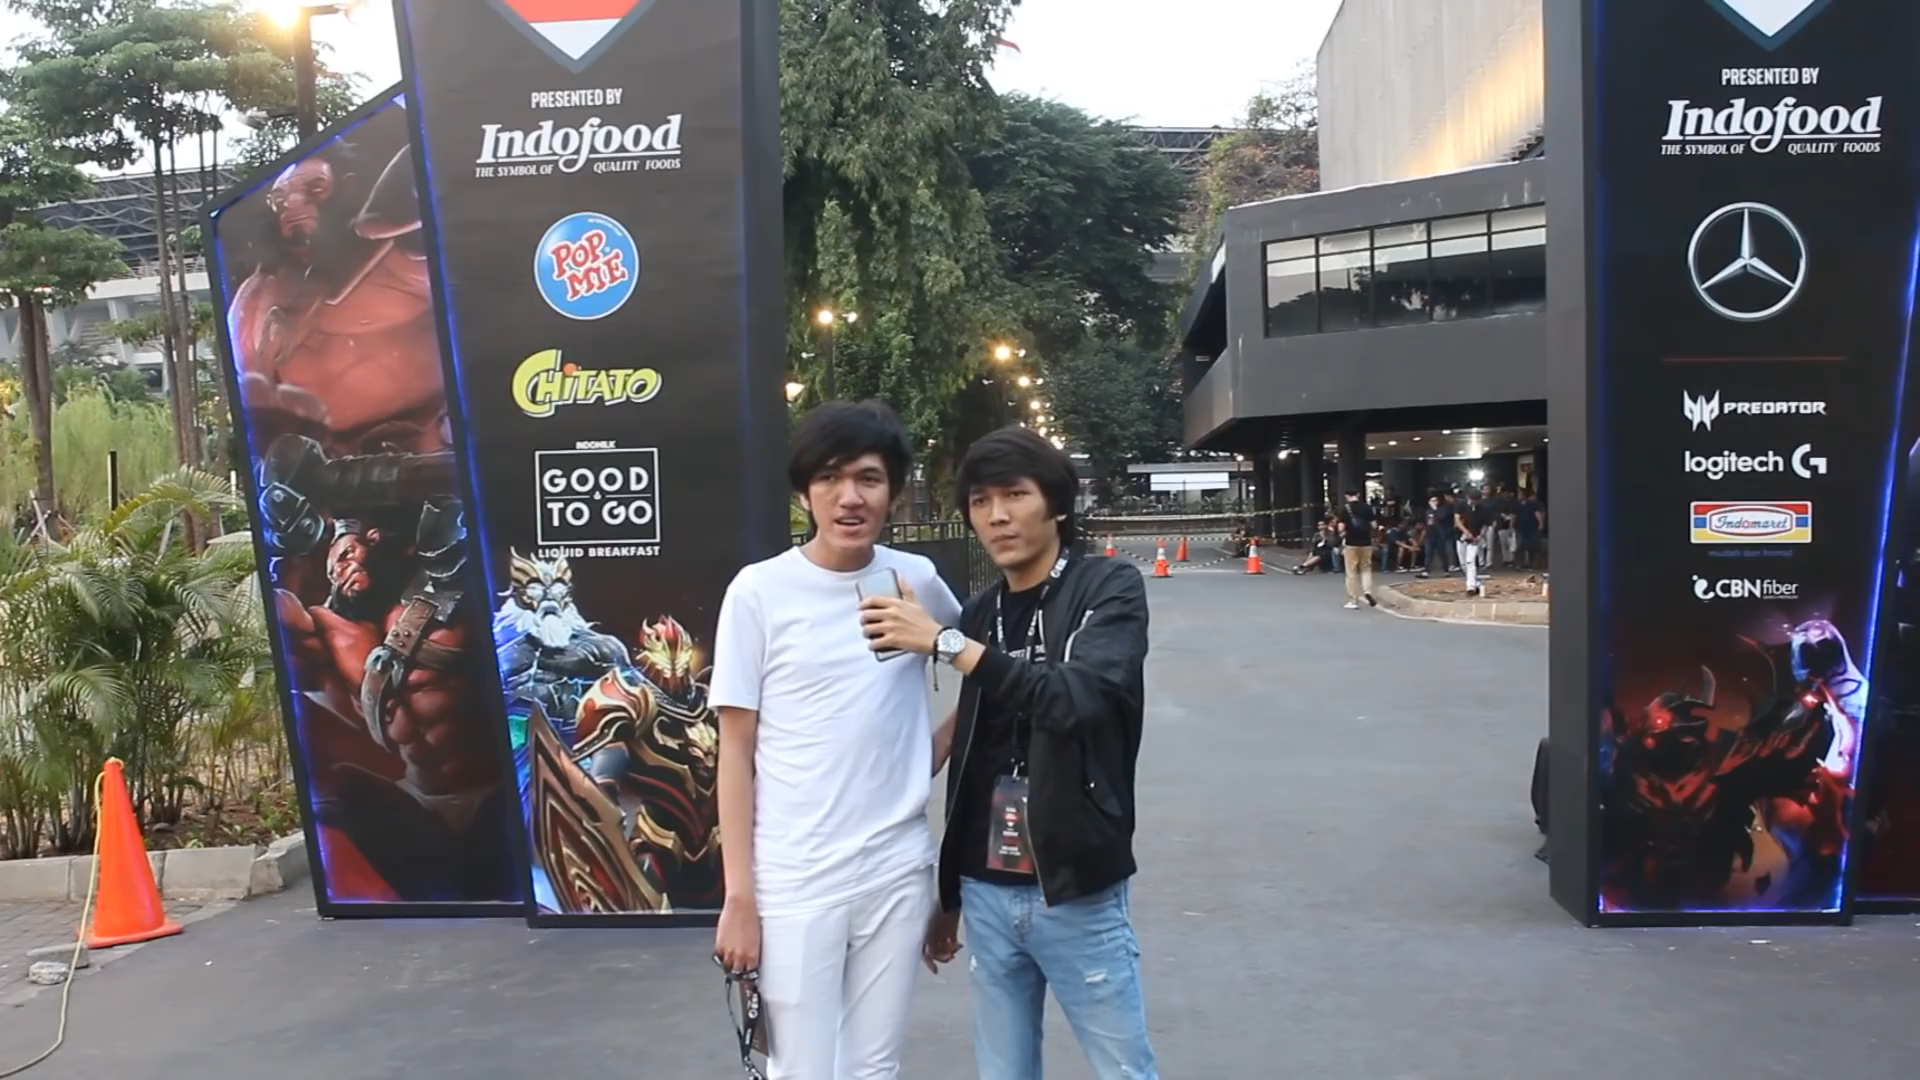 PRESENTED BY
Indofood
THE SYMBOL OF QUALITY FOODS
POP MIE
CHITATO
INDOMILK
GOOD
& TO GO
LIQUID BREAKFAST
PRESENTED BY
Indofood
THE SYMBOL OF QUALITY FOODS
PREDATOR
logitech G
Indomaret
mudah dan hemat
CBN fiber